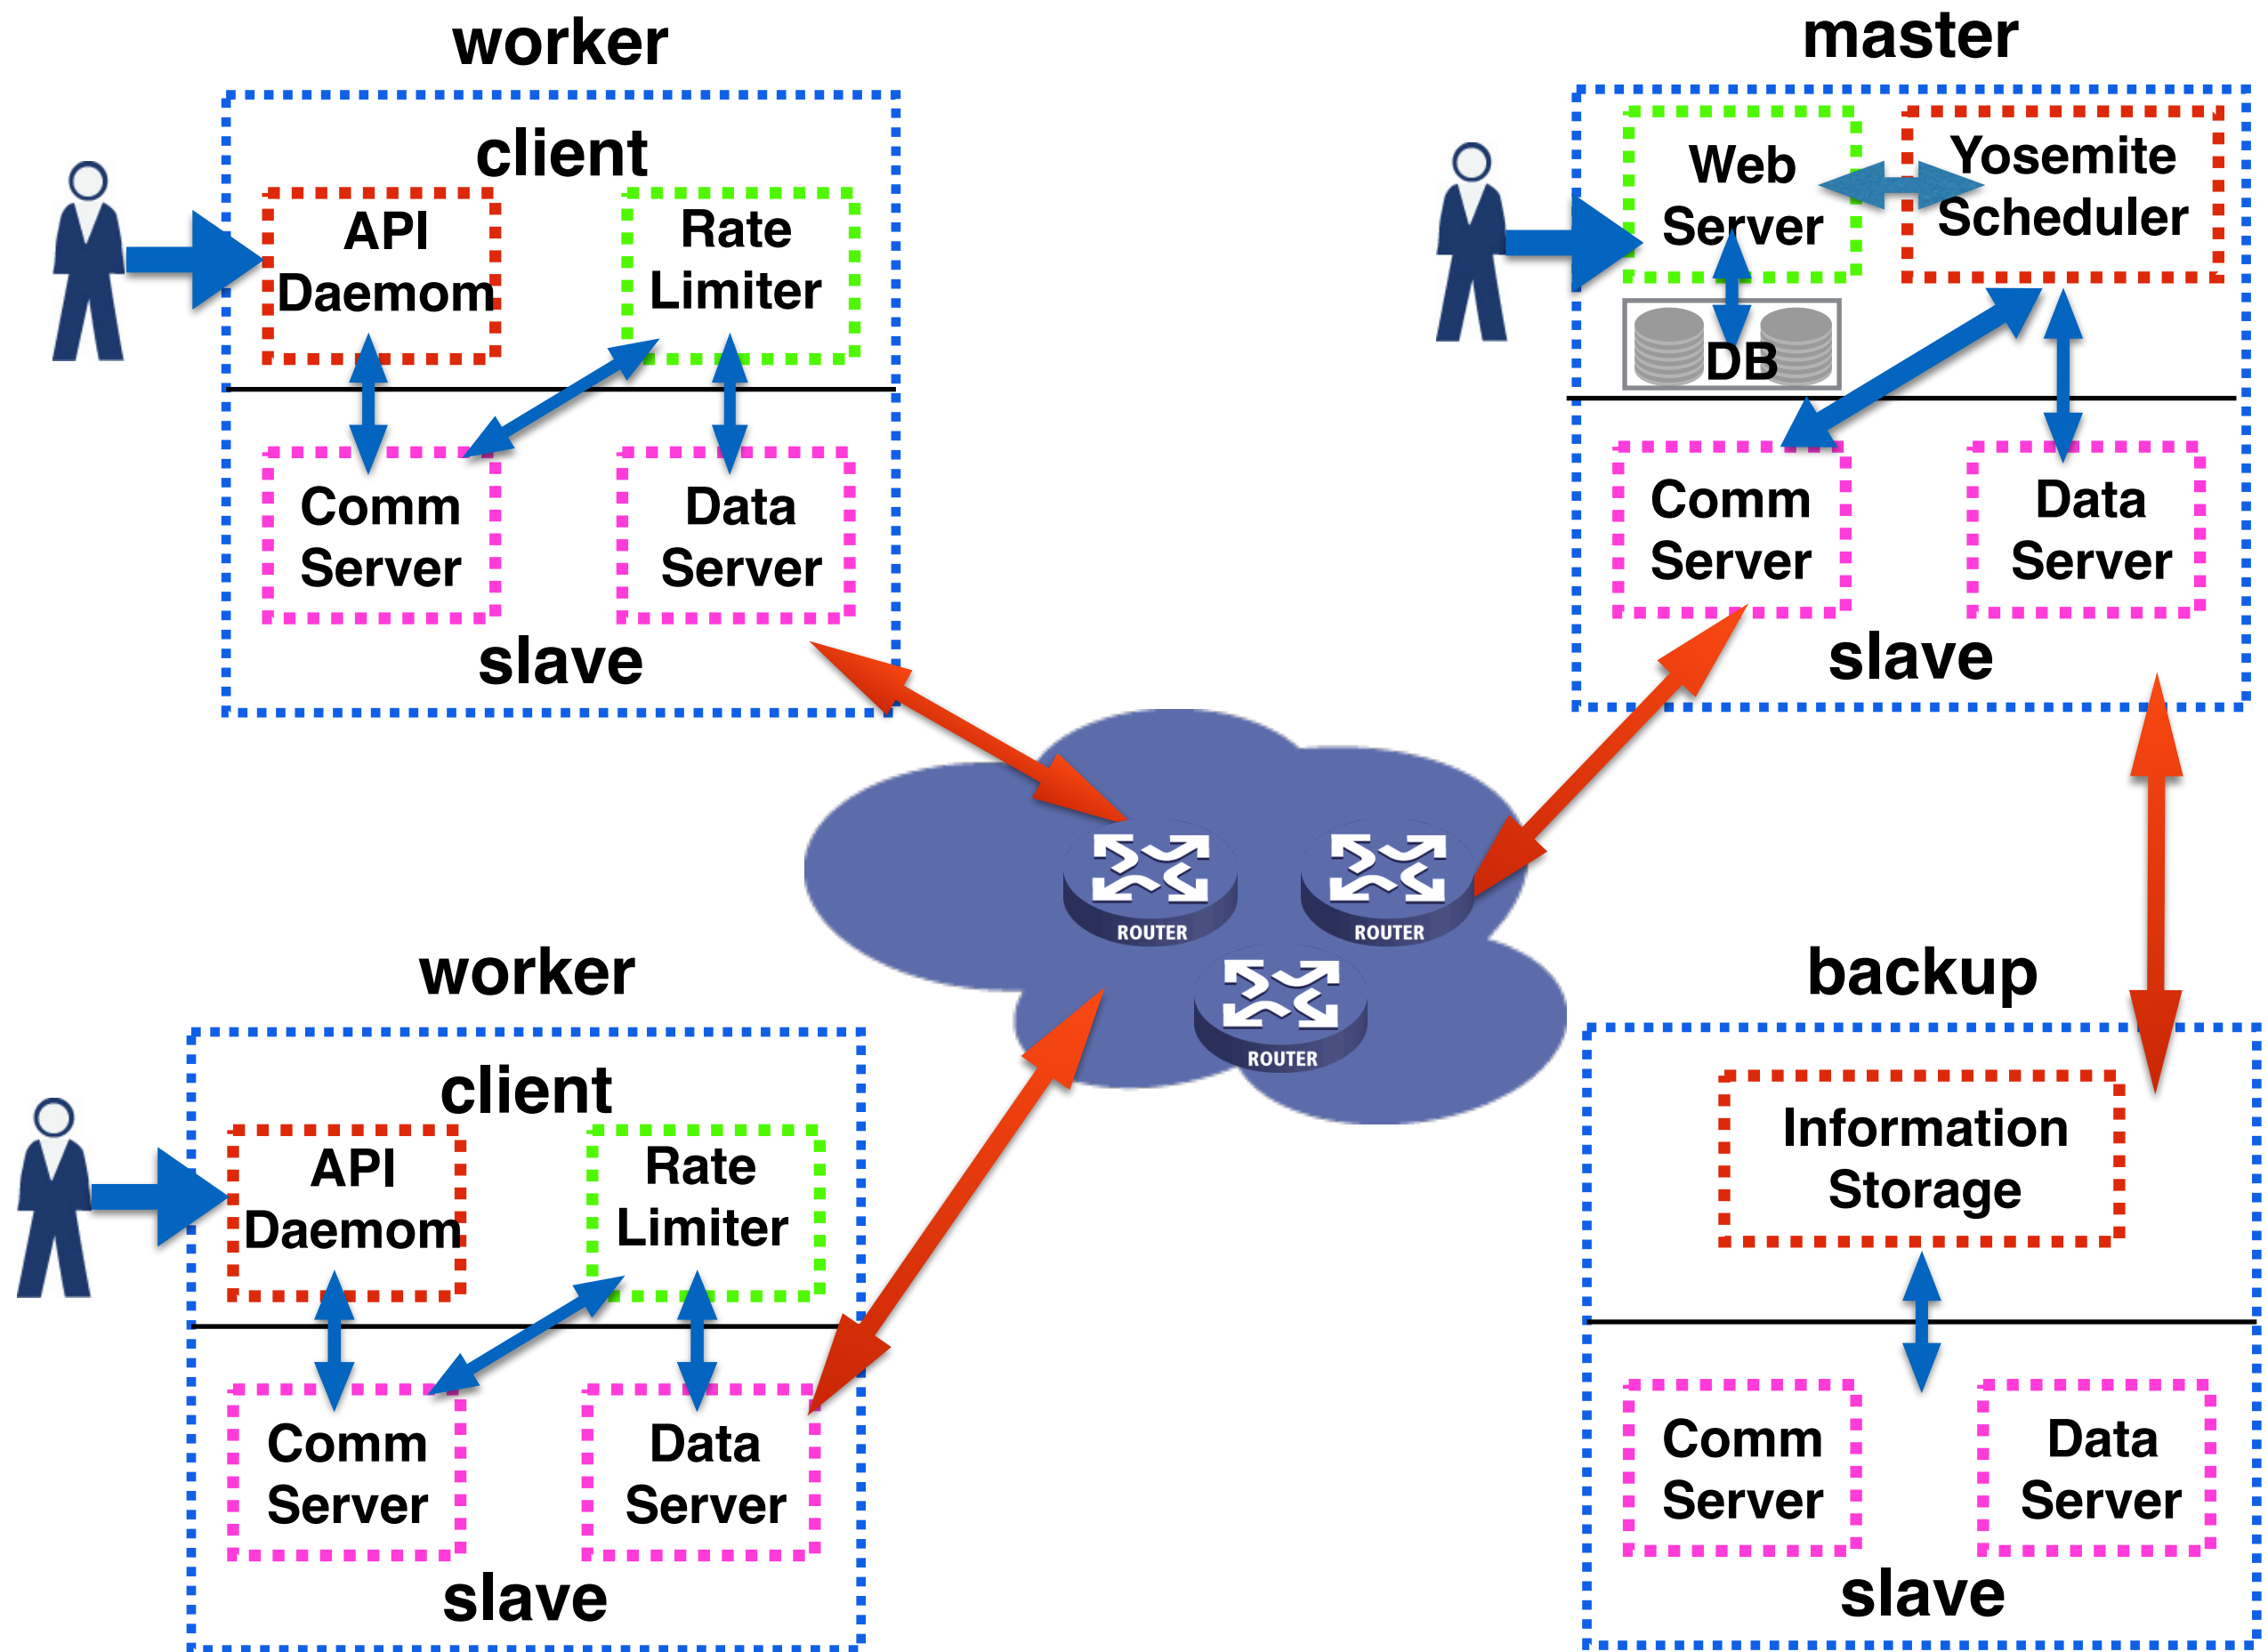 worker
client
API
Daemom
Rate
Limiter
Comm
Server
Data
Server
slave
master
Web
Server
Yosemite
Scheduler
DB
Comm
Server
Data
Server
slave
ROUTER
ROUTER
ROUTER
worker
client
API
Daemom
Rate
Limiter
Comm
Server
Data
Server
slave
backup
Information
Storage
Comm
Server
Data
Server
slave